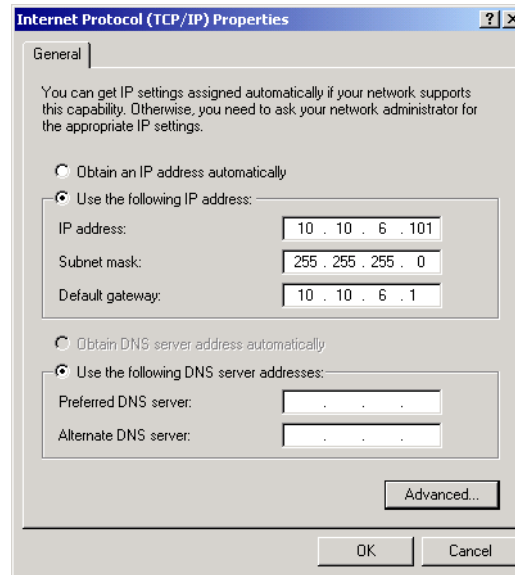 Internet Protocol (TCP/IP) Properties ? x
General
You can get IP settings assigned automatically if your network supports
this capability. Otherwise, you need to ask your network administrator for
the appropriate IP settings.
Obtain an IP address automatically
Use the following IP address:
IP address: 10 . 10 . 6 . 101
Subnet mask: 255 . 255 . 255 . 0
Default gateway: 10 . 10 . 6 . 1
Obtain DNS server address automatically
Use the following DNS server addresses:
Preferred DNS server: . . .
Alternate DNS server: . . .
Advanced...
OK Cancel